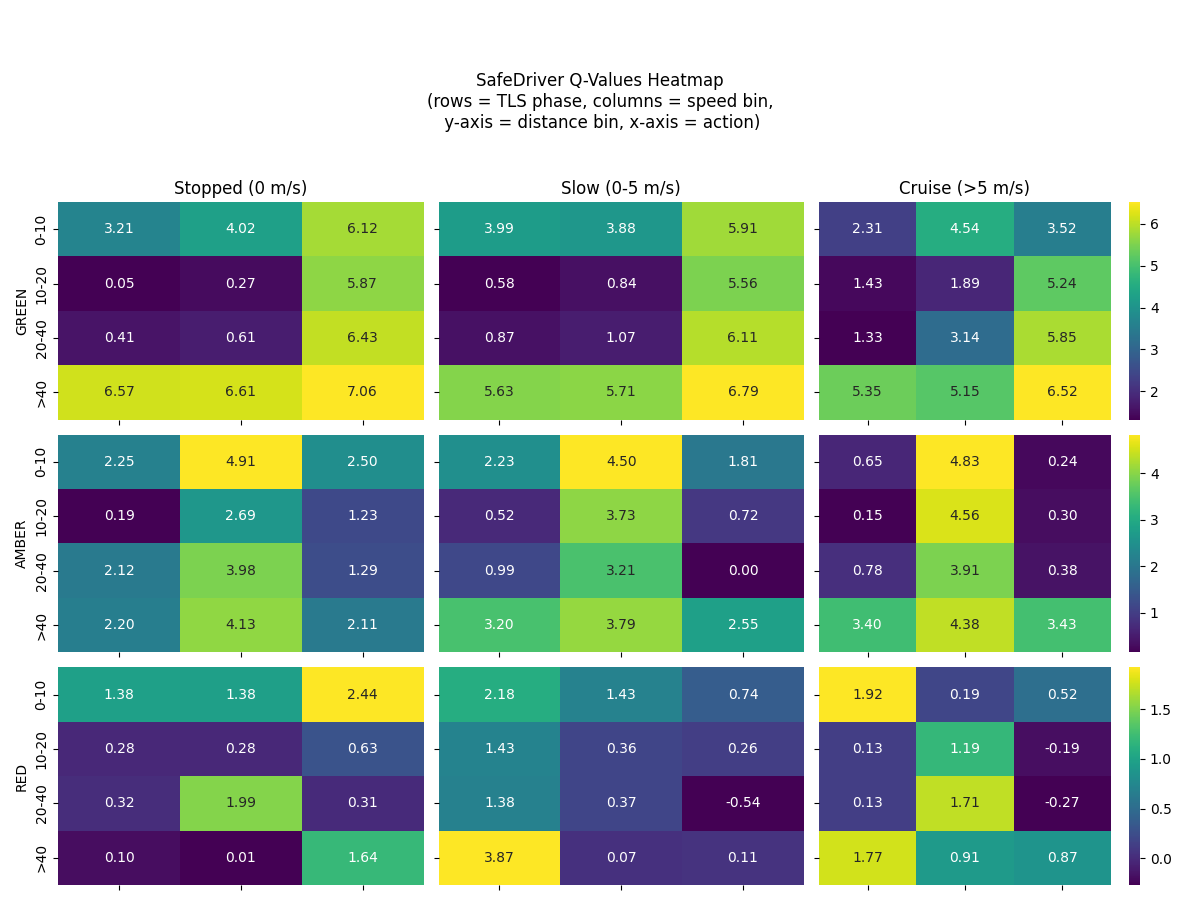 SafeDriver Q-Values Heatmap
(rows = TLS phase, columns = speed bin,
y-axis = distance bin, x-axis = action)
Stopped (0 m/s) Slow (0-5 m/s) Cruise (>5 m/s)
GREEN
0-10 3.21 4.02 6.12 3.99 3.88 5.91 2.31 4.54 3.52
10-20 0.05 0.27 5.87 0.58 0.84 5.56 1.43 1.89 5.24
20-40 0.41 0.61 6.43 0.87 1.07 6.11 1.33 3.14 5.85
>40 6.57 6.61 7.06 5.63 5.71 6.79 5.35 5.15 6.52
6
5
4
3
2
AMBER
0-10 2.25 4.91 2.50 2.23 4.50 1.81 0.65 4.83 0.24
10-20 0.19 2.69 1.23 0.52 3.73 0.72 0.15 4.56 0.30
20-40 2.12 3.98 1.29 0.99 3.21 0.00 0.78 3.91 0.38
>40 2.20 4.13 2.11 3.20 3.79 2.55 3.40 4.38 3.43
4
3
2
1
RED
0-10 1.38 1.38 2.44 2.18 1.43 0.74 1.92 0.19 0.52
10-20 0.28 0.28 0.63 1.43 0.36 0.26 0.13 1.19 -0.19
20-40 0.32 1.99 0.31 1.38 0.37 -0.54 0.13 1.71 -0.27
>40 0.10 0.01 1.64 3.87 0.07 0.11 1.77 0.91 0.87
1.5
1.0
0.5
0.0